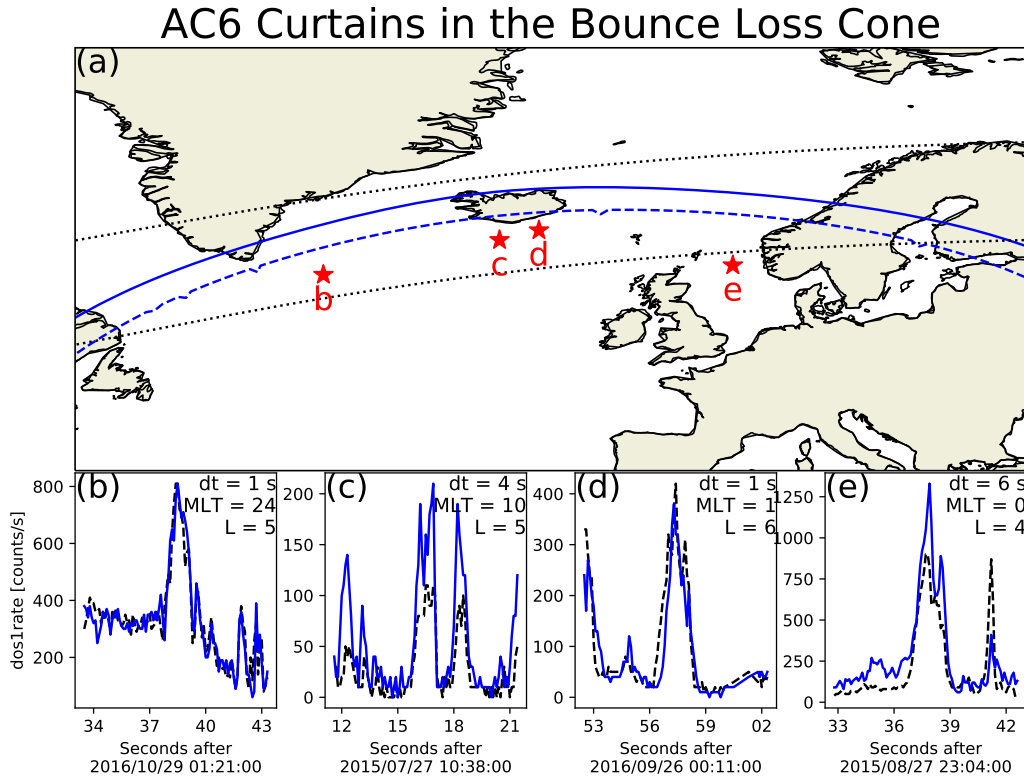 AC6 Curtains in the Bounce Loss Cone
(a)
b
c
d
e
dos1rate [counts/s]
(b)
dt = 1 s
MLT = 24
L = 5
800
600
400
200
34 37 40 43
Seconds after
2016/10/29 01:21:00
(c)
dt = 4 s
MLT = 10
L = 5
200
150
100
50
0
12 15 18 21
Seconds after
2015/07/27 10:38:00
(d)
dt = 1 s
MLT = 1
L = 6
400
300
200
100
0
53 56 59 02
Seconds after
2016/09/26 00:11:00
(e)
dt = 6 s
MLT = 0
L = 4
1250
1000
750
500
250
0
33 36 39 42
Seconds after
2015/08/27 23:04:00